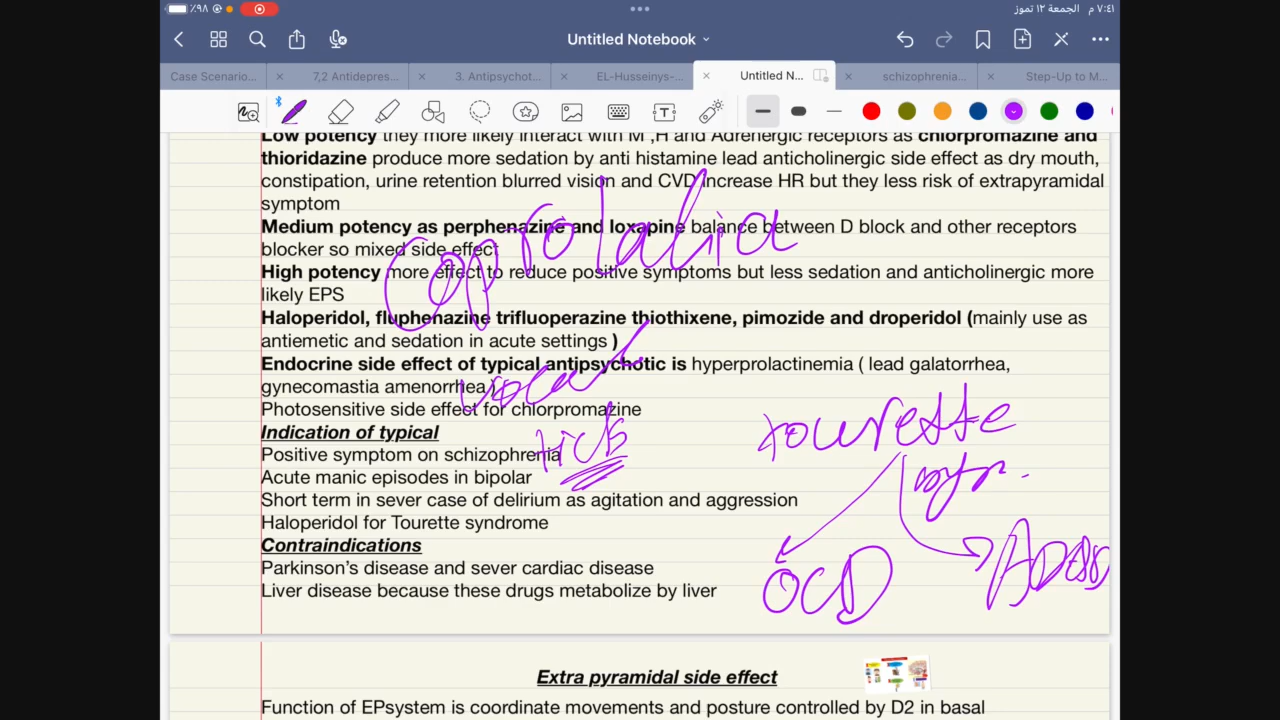 ٪٩٨
٧:٤١ م الجمعة ١٢ تموز
Untitled Notebook
Case Scenario...
7,2 Antidepres...
3. Antipsychot...
EL-Husseinys-...
Untitled N...
schizophrenia...
Step-Up to M...
Low potency they more likely interact with M ,H and Adrenergic receptors as chlorpromazine and
thioridazine produce more sedation by anti histamine lead anticholinergic side effect as dry mouth,
constipation, urine retention blurred vision and CVD increase HR but they less risk of extrapyramidal
symptom
Medium potency as perphenazine and loxapine balance between D block and other receptors
blocker so mixed side effect
High potency more effect to reduce positive symptoms but less sedation and anticholinergic more
likely EPS
Haloperidol, fluphenazine trifluoperazine thiothixene, pimozide and droperidol (mainly use as
antiemetic and sedation in acute settings )
Endocrine side effect of typical antipsychotic is hyperprolactinemia ( lead galatorrhea,
gynecomastia amenorrhea )
Photosensitive side effect for chlorpromazine
Indication of typical
Positive symptom on schizophrenia
Acute manic episodes in bipolar
Short term in sever case of delirium as agitation and aggression
Haloperidol for Tourette syndrome
Contraindications
Parkinson's disease and sever cardiac disease
Liver disease because these drugs metabolize by liver
Coprolalia
vocal
tics
tourette
OCD
Extra pyramidal side effect
Function of EPsystem is coordinate movements and posture controlled by D2 in basal